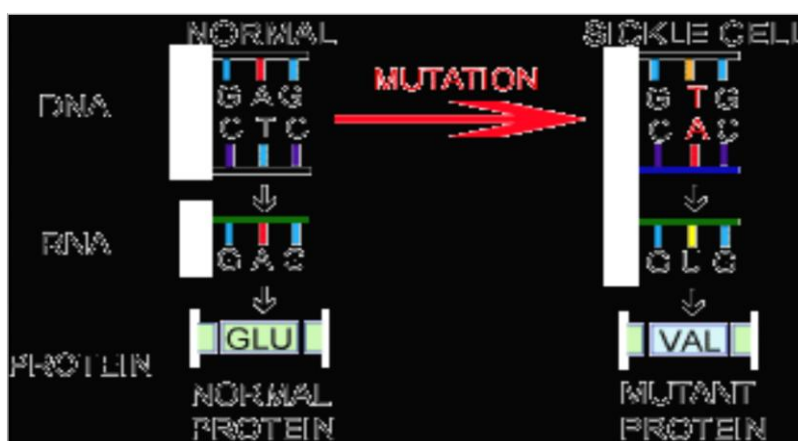 NORMAL SICKLE CELL
MUTATION
DNA
G A G G T G
C T C C A C
RNA
G A G G U G
GLU VAL
PROTEIN
NORMAL MUTANT
PROTEIN PROTEIN